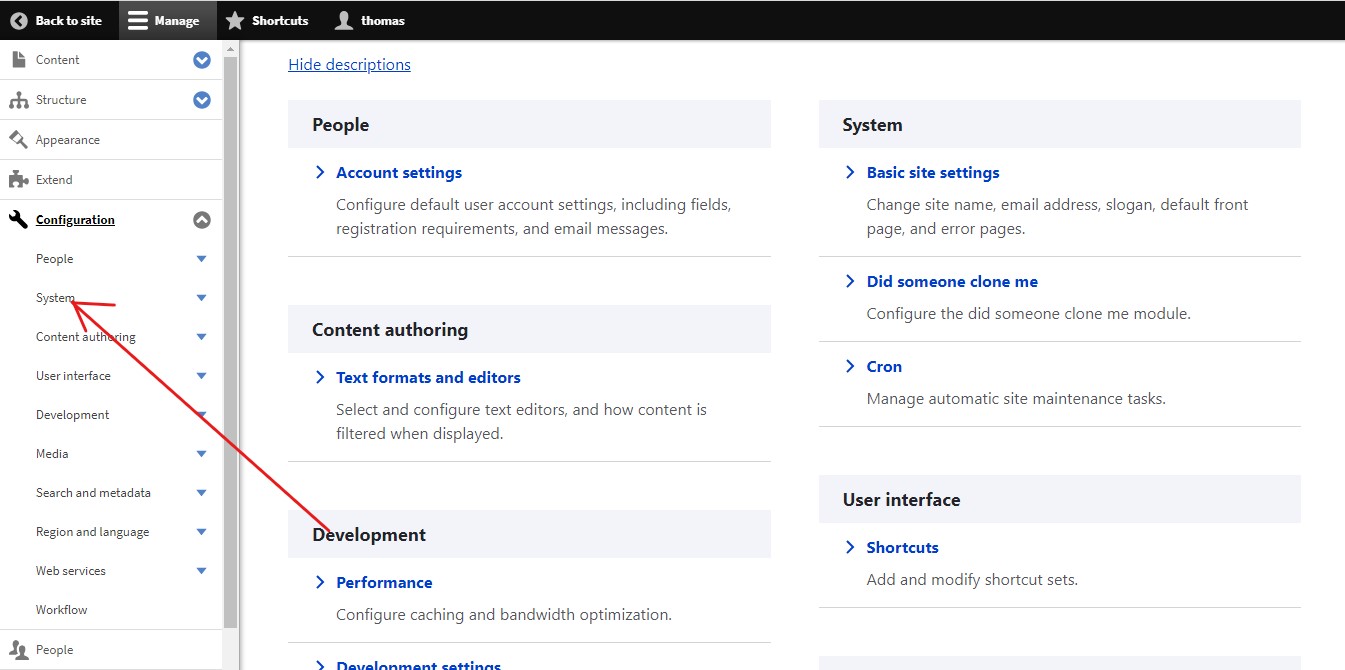 Back to site
Manage
Shortcuts
thomas
Content
Structure
Appearance
Extend
Configuration
People
System
Content authoring
User interface
Development
Media
Search and metadata
Region and language
Web services
Workflow
People
Hide descriptions
People
Account settings
Configure default user account settings, including fields,
registration requirements, and email messages.
Content authoring
Text formats and editors
Select and configure text editors, and how content is
filtered when displayed.
Development
Performance
Configure caching and bandwidth optimization.
Development settings
System
Basic site settings
Change site name, email address, slogan, default front
page, and error pages.
Did someone clone me
Configure the did someone clone me module.
Cron
Manage automatic site maintenance tasks.
User interface
Shortcuts
Add and modify shortcut sets.